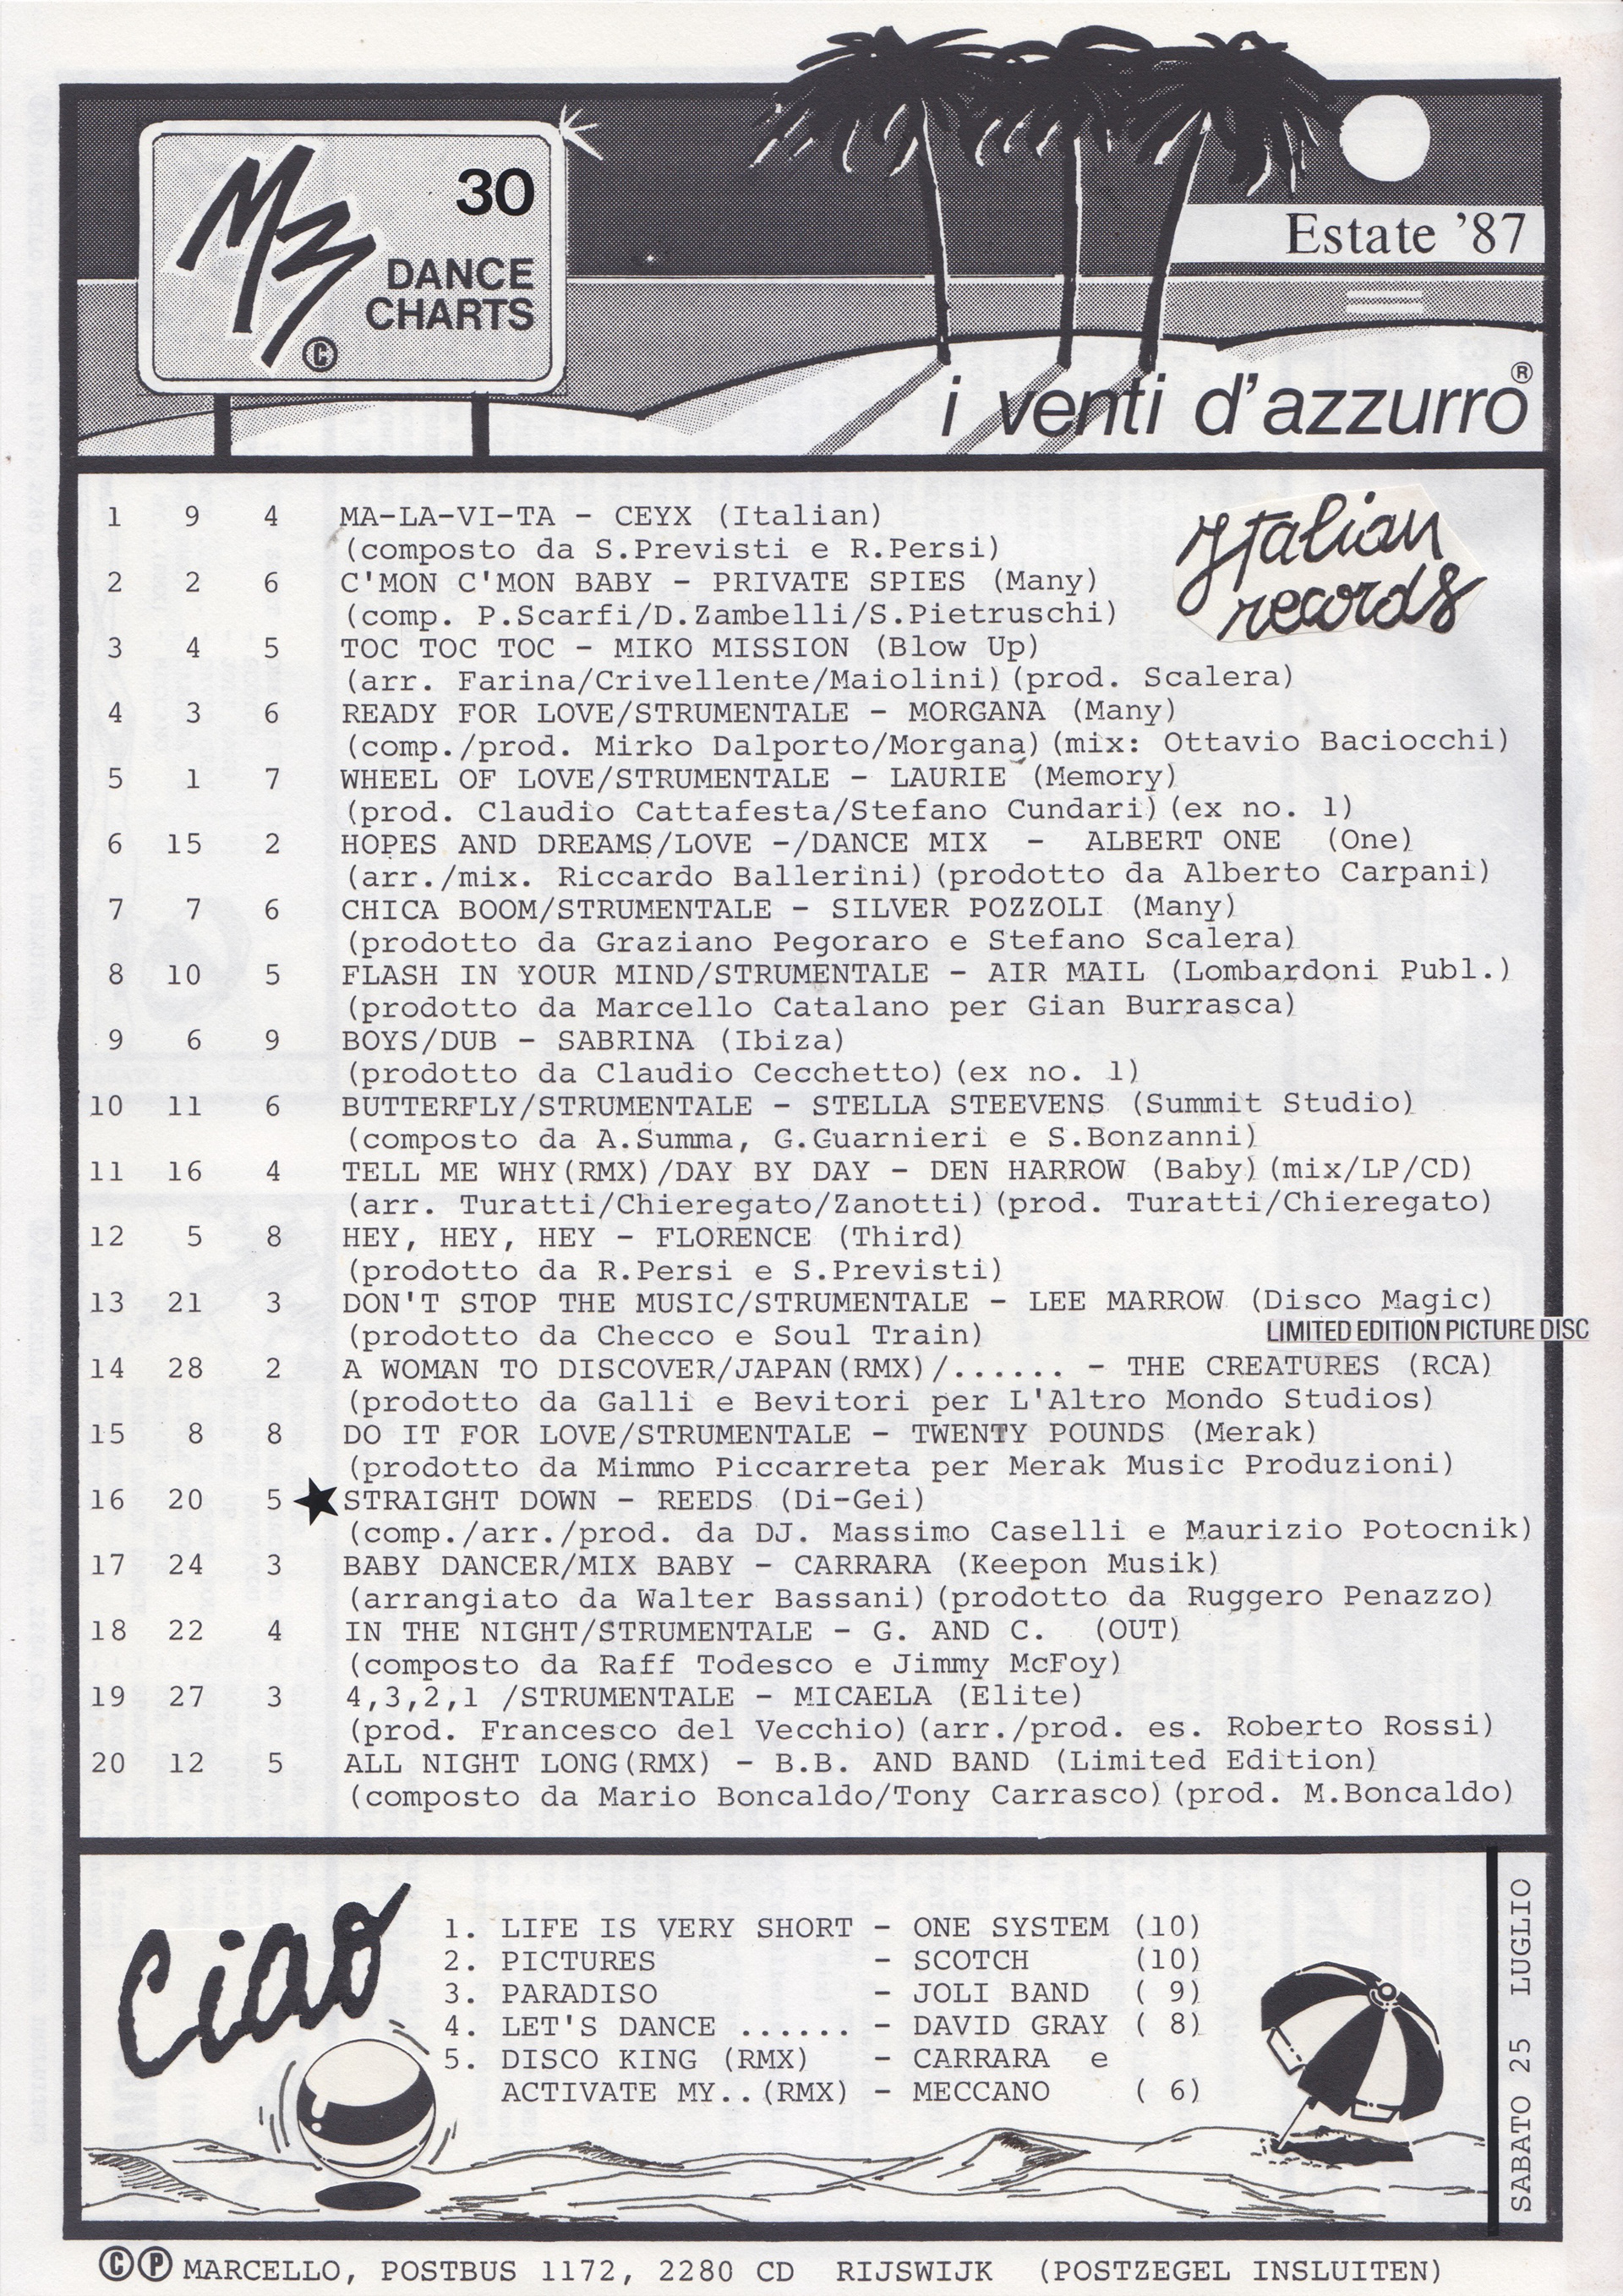 M3
30
DANCE
CHARTS
©
Estate '87
i venti d'azzurro®
Italian
records
1 9 4 MA-LA-VI-TA - CEYX (Italian)
(composto da S.Previsti e R.Persi)
2 2 6 C'MON C'MON BABY - PRIVATE SPIES (Many)
(comp. P.Scarfi/D.Zambelli/S.Pietruschi)
3 4 5 TOC TOC TOC - MIKO MISSION (Blow Up)
(arr. Farina/Crivellente/Maiolini)(prod. Scalera)
4 3 6 READY FOR LOVE/STRUMENTALE - MORGANA (Many)
(comp./prod. Mirko Dalporto/Morgana)(mix: Ottavio Baciocchi)
5 1 7 WHEEL OF LOVE/STRUMENTALE - LAURIE (Memory)
(prod. Claudio Cattafesta/Stefano Cundari)(ex no. 1)
6 15 2 HOPES AND DREAMS/LOVE -/DANCE MIX - ALBERT ONE (One)
(arr./mix. Riccardo Ballerini)(prodotto da Alberto Carpani)
7 7 6 CHICA BOOM/STRUMENTALE - SILVER POZZOLI (Many)
(prodotto da Graziano Pegoraro e Stefano Scalera)
8 10 5 FLASH IN YOUR MIND/STRUMENTALE - AIR MAIL (Lombardoni Publ.)
(prodotto da Marcello Catalano per Gian Burrasca)
9 6 9 BOYS/DUB - SABRINA (Ibiza)
(prodotto da Claudio Cecchetto)(ex no. 1)
10 11 6 BUTTERFLY/STRUMENTALE - STELLA STEEVENS (Summit Studio)
(composto da A.Summa, G.Guarnieri e S.Bonzanni)
11 16 4 TELL ME WHY(RMX)/DAY BY DAY - DEN HARROW (Baby)(mix/LP/CD)
(arr. Turatti/Chieregato/Zanotti)(prod. Turatti/Chieregato)
12 5 8 HEY, HEY, HEY - FLORENCE (Third)
(prodotto da R.Persi e S.Previsti)
13 21 3 DON'T STOP THE MUSIC/STRUMENTALE - LEE MARROW (Disco Magic)
(prodotto da Checco e Soul Train) LIMITED EDITION PICTURE DISC
14 28 2 A WOMAN TO DISCOVER/JAPAN(RMX)/...... - THE CREATURES (RCA)
(prodotto da Galli e Bevitori per L'Altro Mondo Studios)
15 8 8 DO IT FOR LOVE/STRUMENTALE - TWENTY POUNDS (Merak)
(prodotto da Mimmo Piccarreta per Merak Music Produzioni)
16 20 5 ★STRAIGHT DOWN - REEDS (Di-Gei)
(comp./arr./prod. da DJ. Massimo Caselli e Maurizio Potocnik)
17 24 3 BABY DANCER/MIX BABY - CARRARA (Keepon Musik)
(arrangiato da Walter Bassani)(prodotto da Ruggero Penazzo)
18 22 4 IN THE NIGHT/STRUMENTALE - G. AND C. (OUT)
(composto da Raff Todesco e Jimmy McFoy)
19 27 3 4,3,2,1 /STRUMENTALE - MICAELA (Elite)
(prod. Francesco del Vecchio)(arr./prod. es. Roberto Rossi)
20 12 5 ALL NIGHT LONG(RMX) - B.B. AND BAND (Limited Edition)
(composto da Mario Boncaldo/Tony Carrasco)(prod. M.Boncaldo)
Ciao
1. LIFE IS VERY SHORT - ONE SYSTEM (10)
2. PICTURES - SCOTCH (10)
3. PARADISO - JOLI BAND ( 9)
4. LET'S DANCE ...... - DAVID GRAY ( 8)
5. DISCO KING (RMX) - CARRARA e
ACTIVATE MY..(RMX) - MECCANO ( 6)
SABATO 25 LUGLIO
©℗ MARCELLO, POSTBUS 1172, 2280 CD RIJSWIJK (POSTZEGEL INSLUITEN)